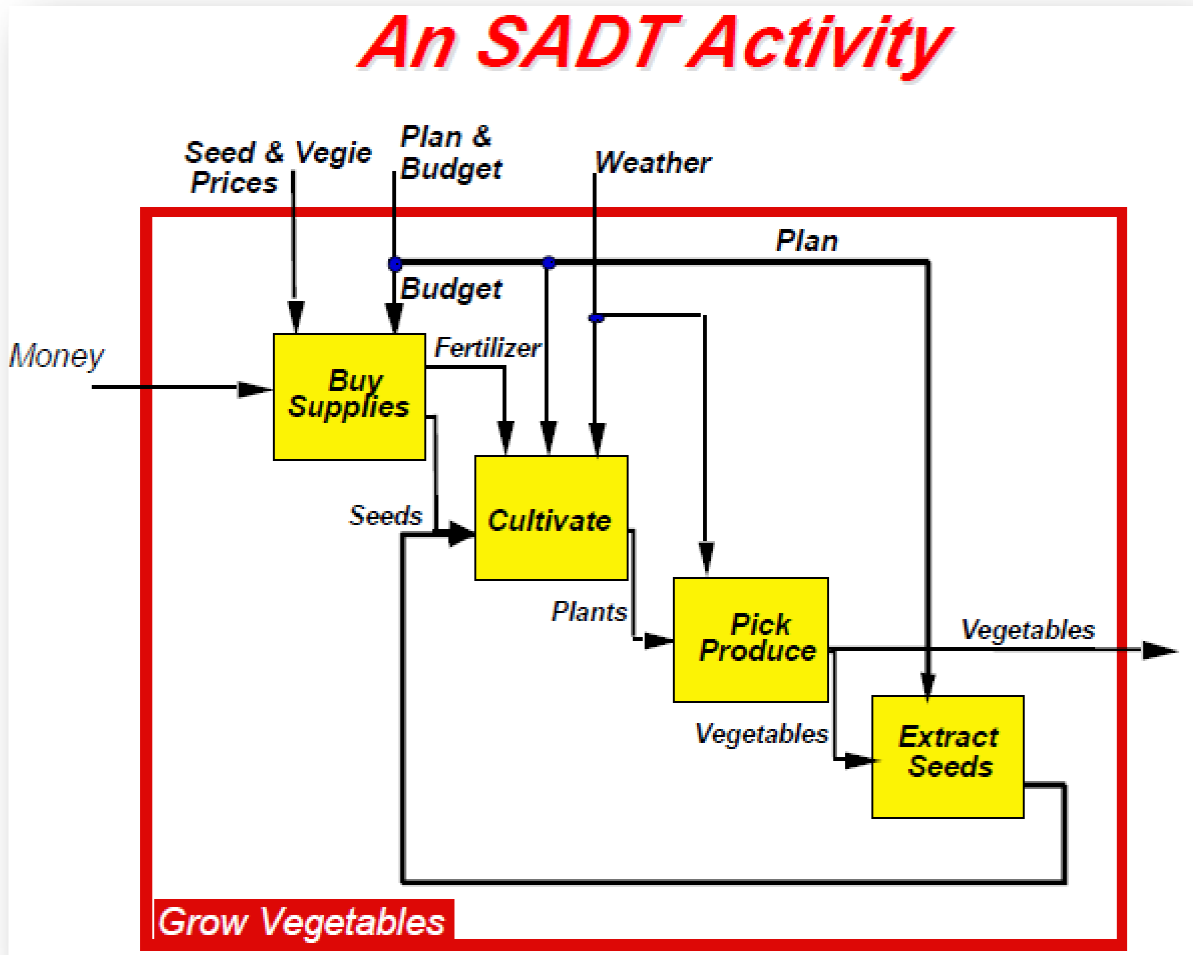 An SADT Activity
Seed & Vegie
Prices
Plan &
Budget
Weather
Plan
Budget
Money
Fertilizer
Buy
Supplies
Seeds
Cultivate
Plants
Pick
Produce
Vegetables
Vegetables
Extract
Seeds
Grow Vegetables